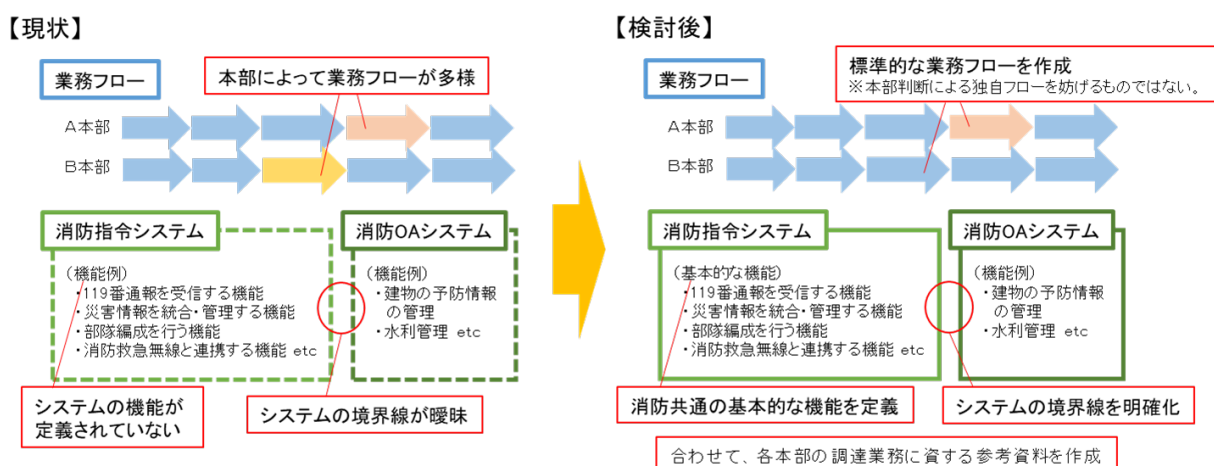 【現状】
業務フロー
本部によって業務フローが多様
A本部
B本部
消防指令システム
(機能例)
・119番通報を受信する機能
・災害情報を統合・管理する機能
・部隊編成を行う機能
・消防救急無線と連携する機能 etc
消防OAシステム
(機能例)
・建物の予防情報
の管理
・水利管理 etc
システムの機能が
定義されていない
システムの境界線が曖昧
【検討後】
業務フロー
標準的な業務フローを作成
※本部判断による独自フローを妨げるものではない。
A本部
B本部
消防指令システム
(基本的な機能)
・119番通報を受信する機能
・災害情報を統合・管理する機能
・部隊編成を行う機能
・消防救急無線と連携する機能 etc
消防OAシステム
(機能例)
・建物の予防情報
の管理
・水利管理 etc
消防共通の基本的な機能を定義
システムの境界線を明確化
合わせて、各本部の調達業務に資する参考資料を作成